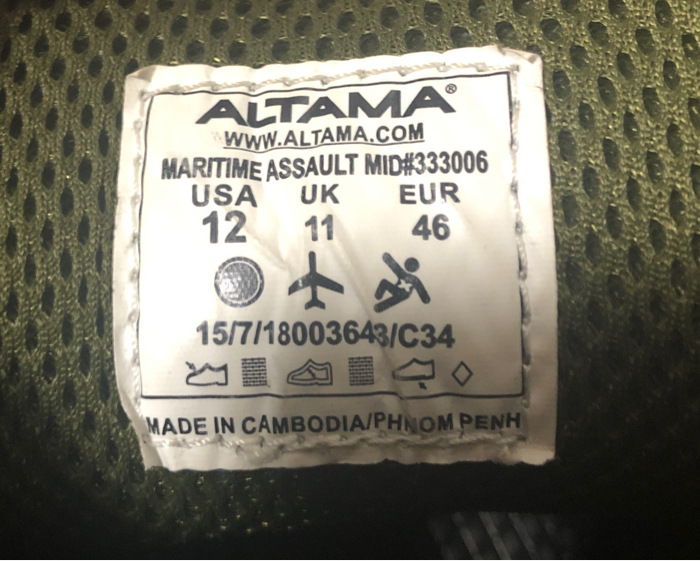 ALTAMA®
WWW.ALTAMA.COM
MARITIME ASSAULT MID#333006
USA UK EUR
12 11 46
15/7/18003643/C34
MADE IN CAMBODIA/PHNOM PENH